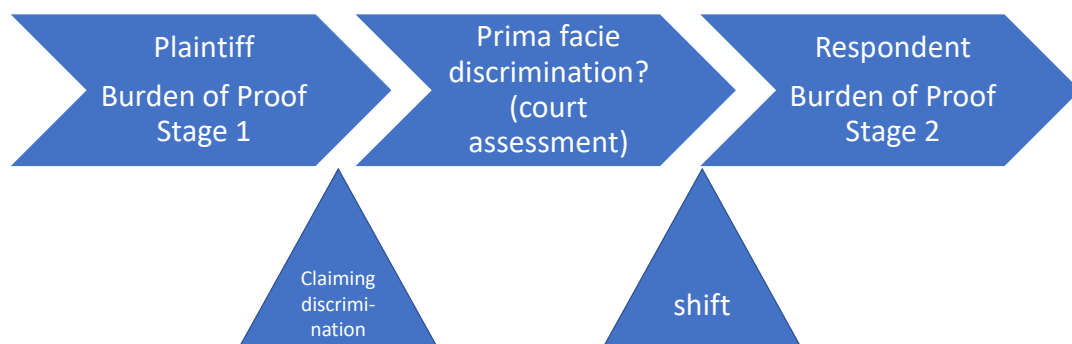 Plaintiff
Burden of Proof
Stage 1
Prima facie
discrimination?
(court
assessment)
Respondent
Burden of Proof
Stage 2
Claiming
discrimi-
nation
shift